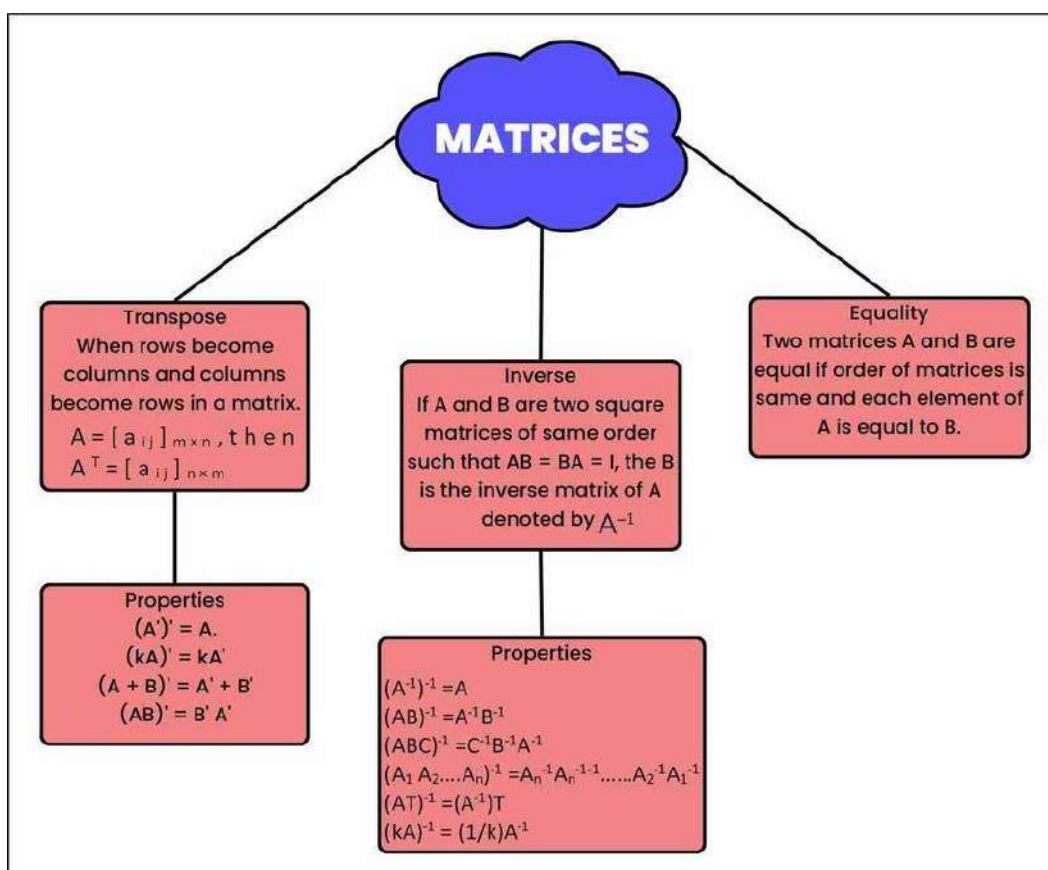 MATRICES
Transpose
When rows become
columns and columns
become rows in a matrix.
A = [ a i j ] m × n , t h e n
A ᵀ = [ a i j ] n × m
Properties
(A')' = A.
(kA)' = kA'
(A + B)' = A' + B'
(AB)' = B' A'
Inverse
If A and B are two square
matrices of same order
such that AB = BA = I, the B
is the inverse matrix of A
denoted by A⁻¹
Properties
(A⁻¹)⁻¹ =A
(AB)⁻¹ =A⁻¹B⁻¹
(ABC)⁻¹ =C⁻¹B⁻¹A⁻¹
(A₁ A₂....Aₙ)⁻¹ =Aₙ⁻¹Aₙ⁻¹⁻¹......A₂⁻¹A₁⁻¹
(AT)⁻¹ =(A⁻¹)T
(kA)⁻¹ = (1/k)A⁻¹
Equality
Two matrices A and B are
equal if order of matrices is
same and each element of
A is equal to B.